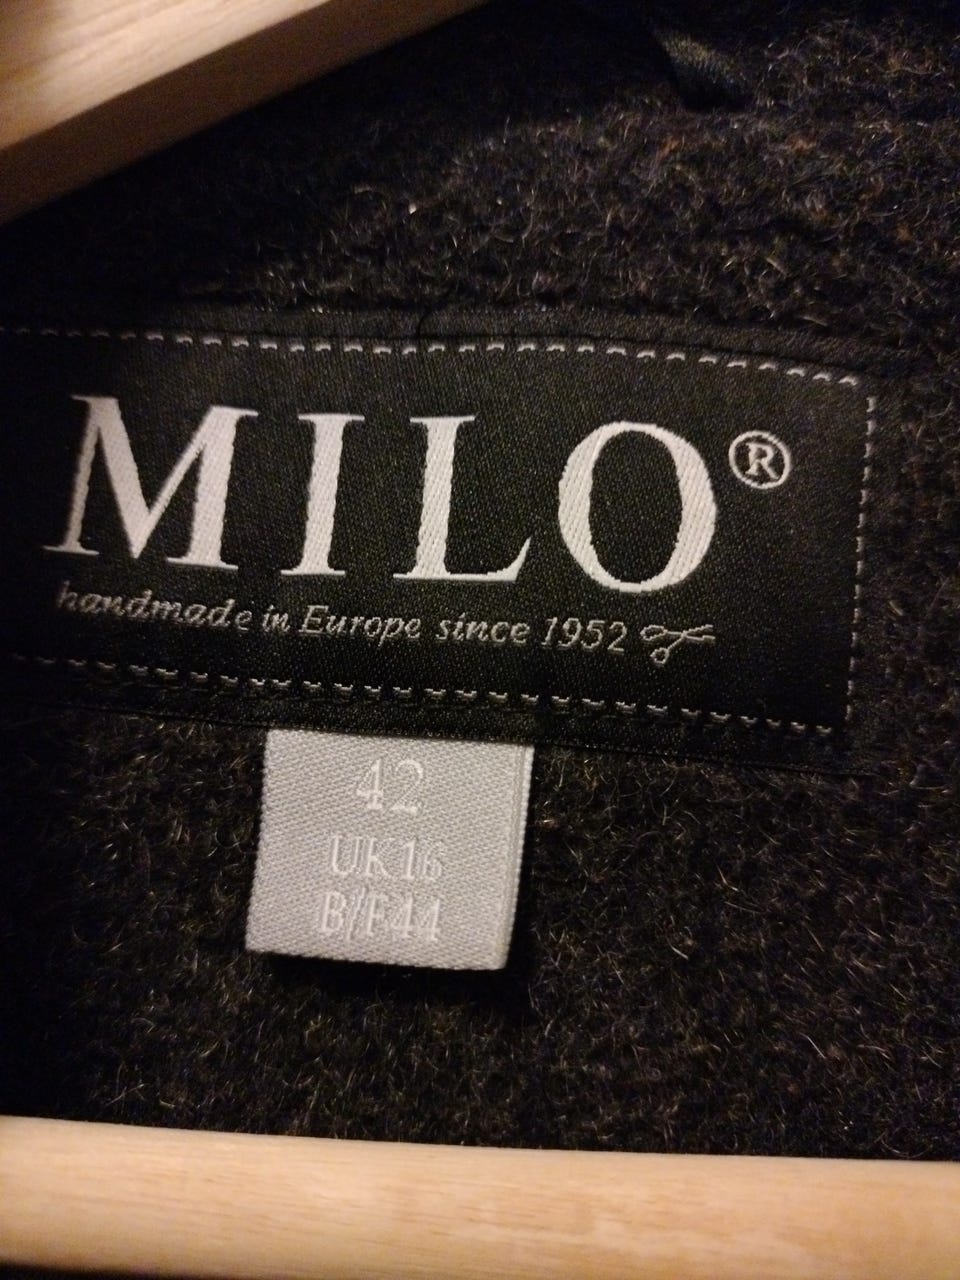 MILO®
handmade in Europe since 1952
42
UK16
B/F44